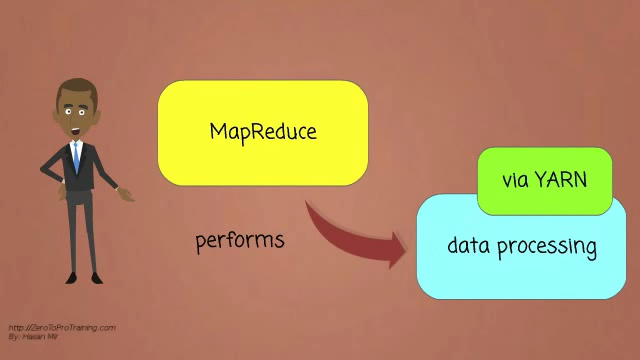 MapReduce
via YARN
performs
data processing
http://ZeroToProTraining.com
By: Hasan Mir